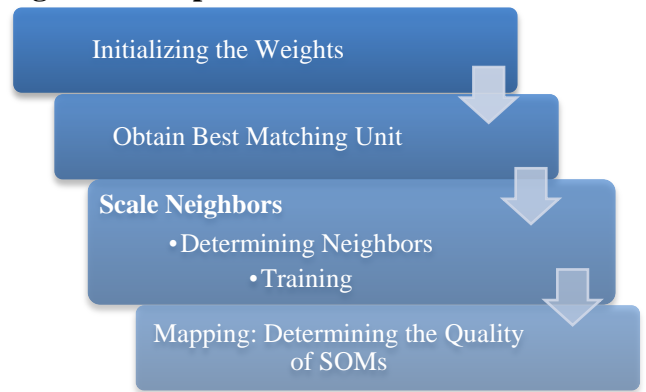 Initializing the Weights
Obtain Best Matching Unit
Scale Neighbors
•Determining Neighbors
•Training
Mapping: Determining the Quality
of SOMs